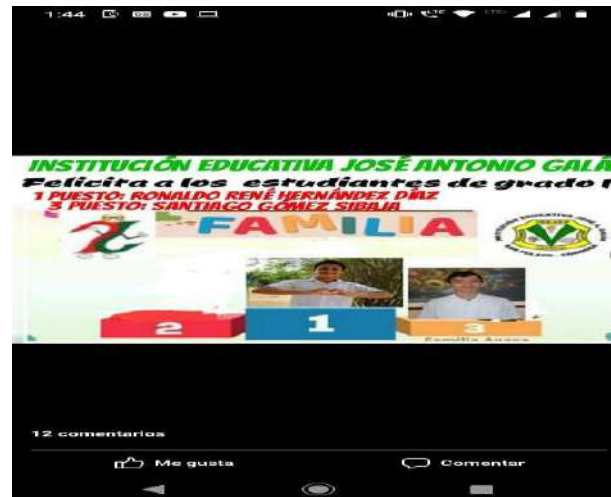 1:44
INSTITUCIÓN EDUCATIVA JOSÉ ANTONIO GALÁ
Felicita a los estudiantes de grado
1 PUESTO: RONALDO RENÉ HERNÁNDEZ DÍAZ
3 PUESTO: SANTIAGO GÓMEZ SIBAJA
FAMILIA
2
1
3
12 comentarios
Me gusta
Comentar